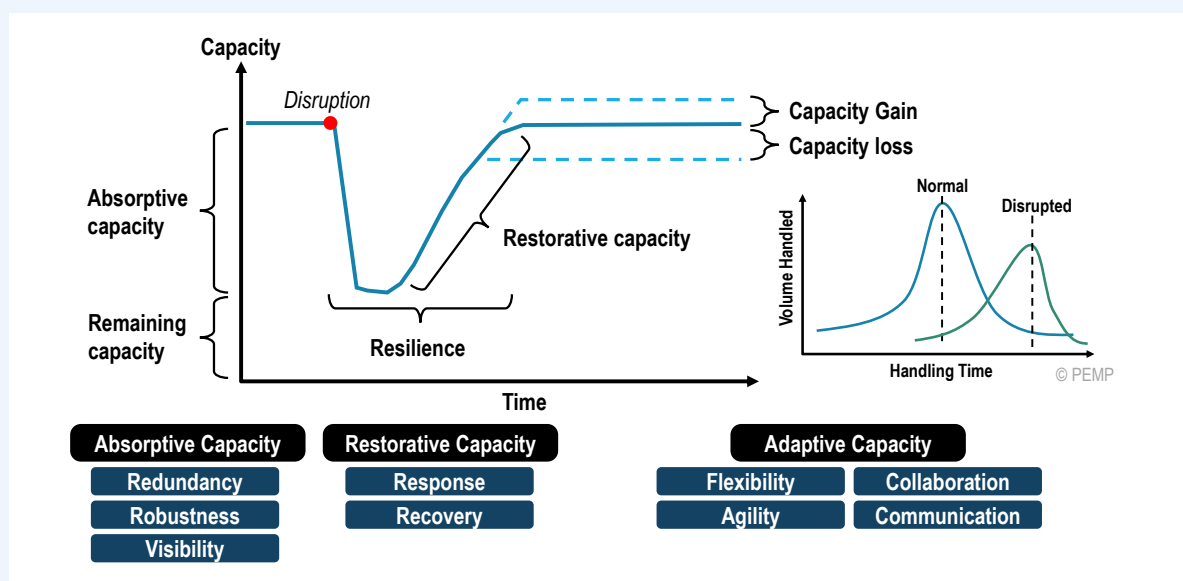 Capacity
Disruption
Capacity Gain
Capacity loss
Absorptive
capacity
Restorative capacity
Remaining
capacity
Resilience
Time
Normal
Disrupted
Volume Handled
Handling Time
© PEMP
Absorptive Capacity
Redundancy
Robustness
Visibility
Restorative Capacity
Response
Recovery
Adaptive Capacity
Flexibility
Collaboration
Agility
Communication